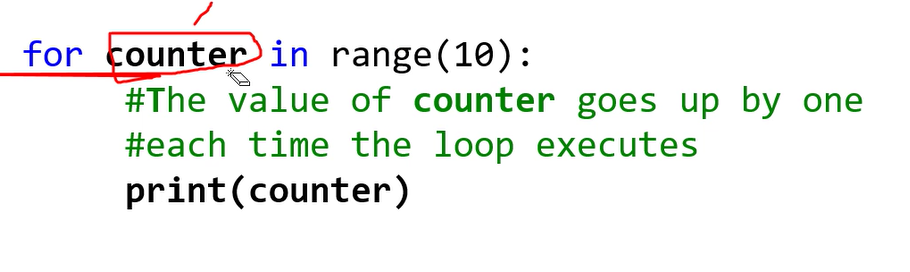 for counter in range(10):
#The value of counter goes up by one
#each time the loop executes
print(counter)